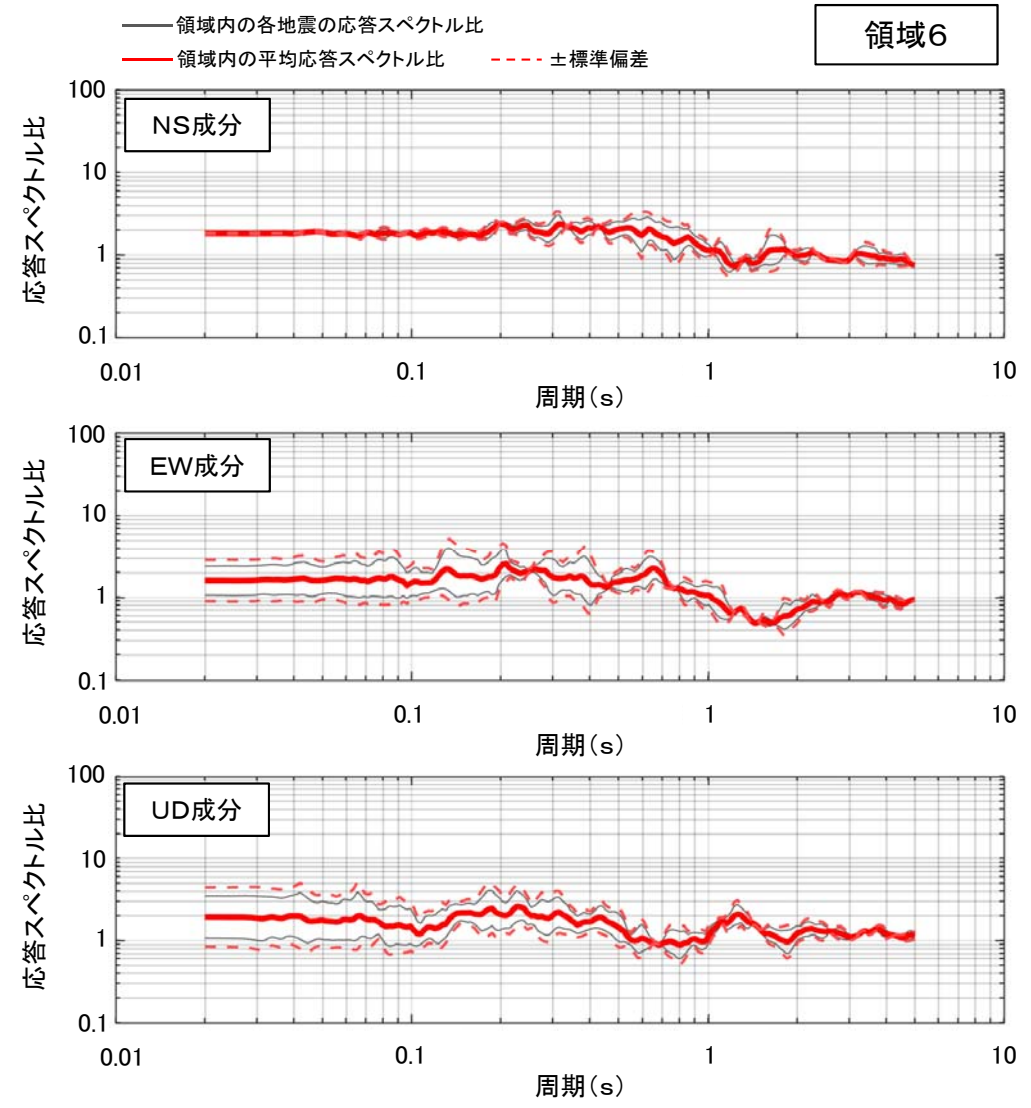 領域内の各地震の応答スペクトル比
領域内の平均応答スペクトル比 ±標準偏差
領域6
NS成分
応答スペクトル比
100
10
1
0.1
0.01 0.1 1 10
周期(s)
EW成分
応答スペクトル比
100
10
1
0.1
0.01 0.1 1 10
周期(s)
UD成分
応答スペクトル比
100
10
1
0.1
0.01 0.1 1 10
周期(s)